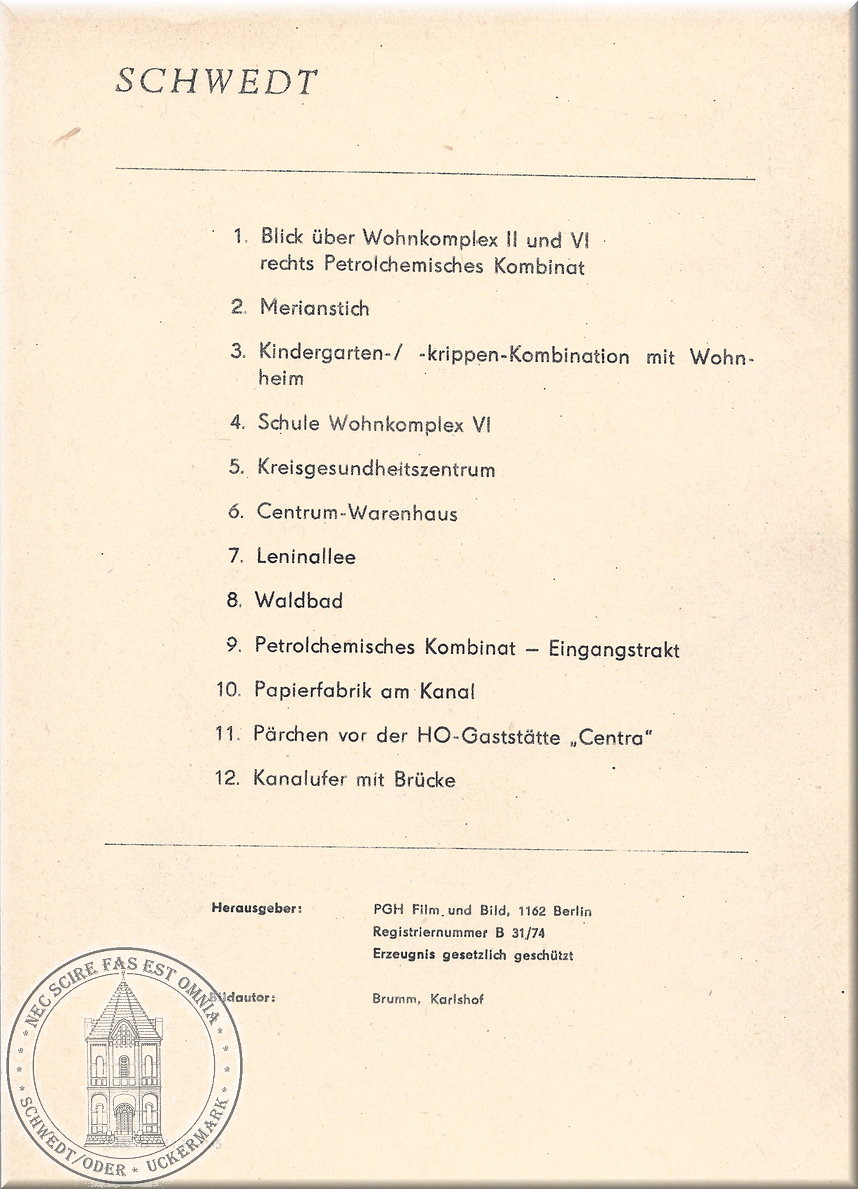 SCHWEDT
1. Blick über Wohnkomplex II und VI
rechts Petrolchemisches Kombinat
2. Merianstich
3. Kindergarten-/ -krippen-Kombination mit Wohn-
heim
4. Schule Wohnkomplex VI
5. Kreisgesundheitszentrum
6. Centrum-Warenhaus
7. Leninallee
8. Waldbad
9. Petrolchemisches Kombinat – Eingangstrakt
10. Papierfabrik am Kanal
11. Pärchen vor der HO-Gaststätte „Centra“
12. Kanalufer mit Brücke
Herausgeber: PGH Film und Bild, 1162 Berlin
Registriernummer B 31/74
Erzeugnis gesetzlich geschützt
Bildautor: Brumm, Karlshof
* * * NEC SCIRE FAS EST OMNIA * * *
SCHWEDT/ODER * UCKERMARK